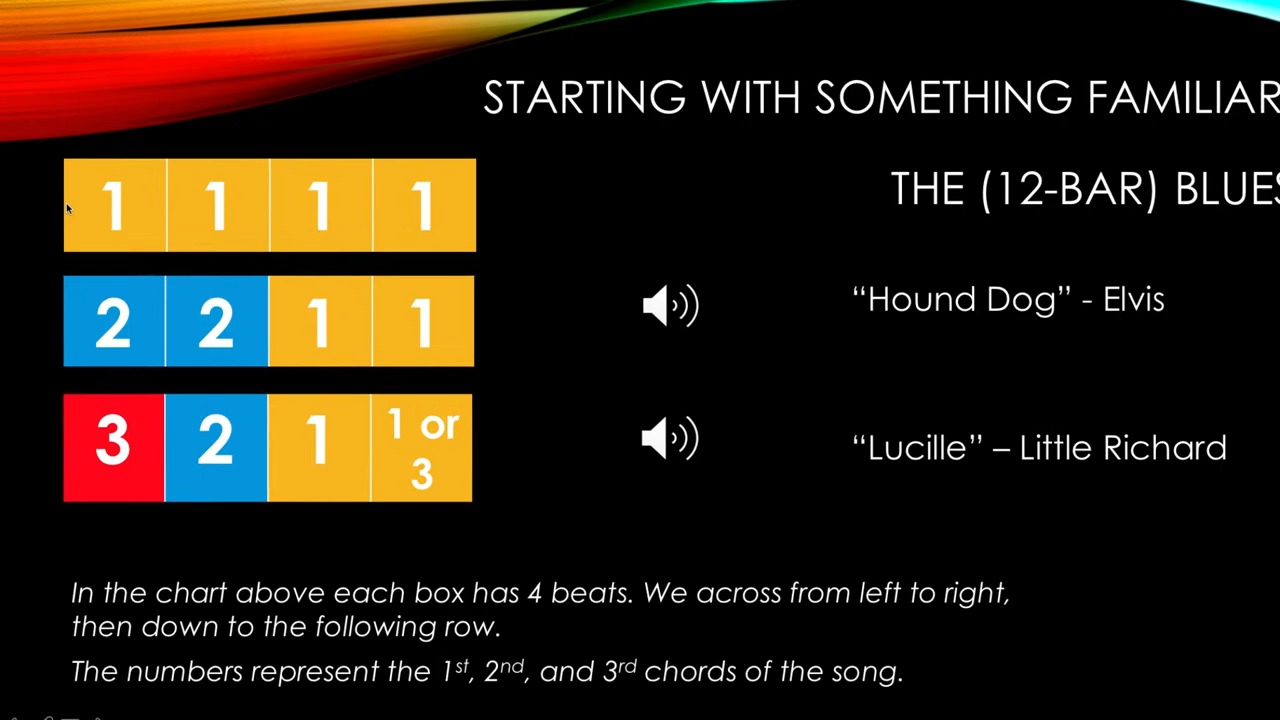 STARTING WITH SOMETHING FAMILIAR
THE (12-BAR) BLUES
1 1 1 1
2 2 1 1
3 2 1 1 or 3
“Hound Dog” - Elvis
“Lucille” – Little Richard
In the chart above each box has 4 beats. We across from left to right,
then down to the following row.
The numbers represent the 1st, 2nd, and 3rd chords of the song.